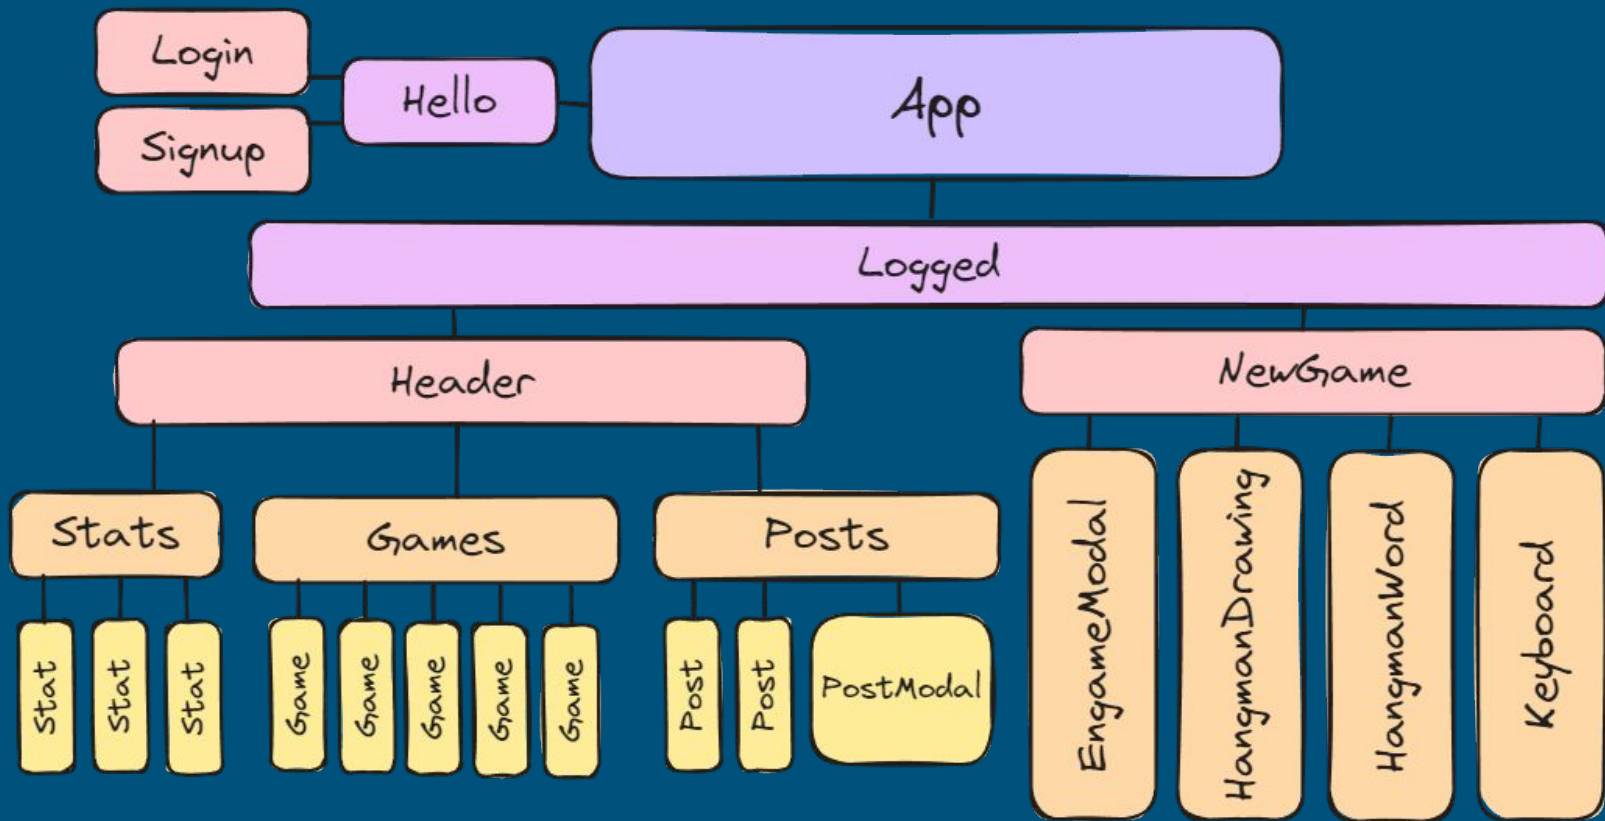 Login
Hello
App
Signup
Logged
Header
NewGame
Stats
Games
Posts
Stat
Stat
Stat
Game
Game
Game
Game
Game
Post
Post
PostModal
EngameModal
HangmanDrawing
HangmanWord
Keyboard